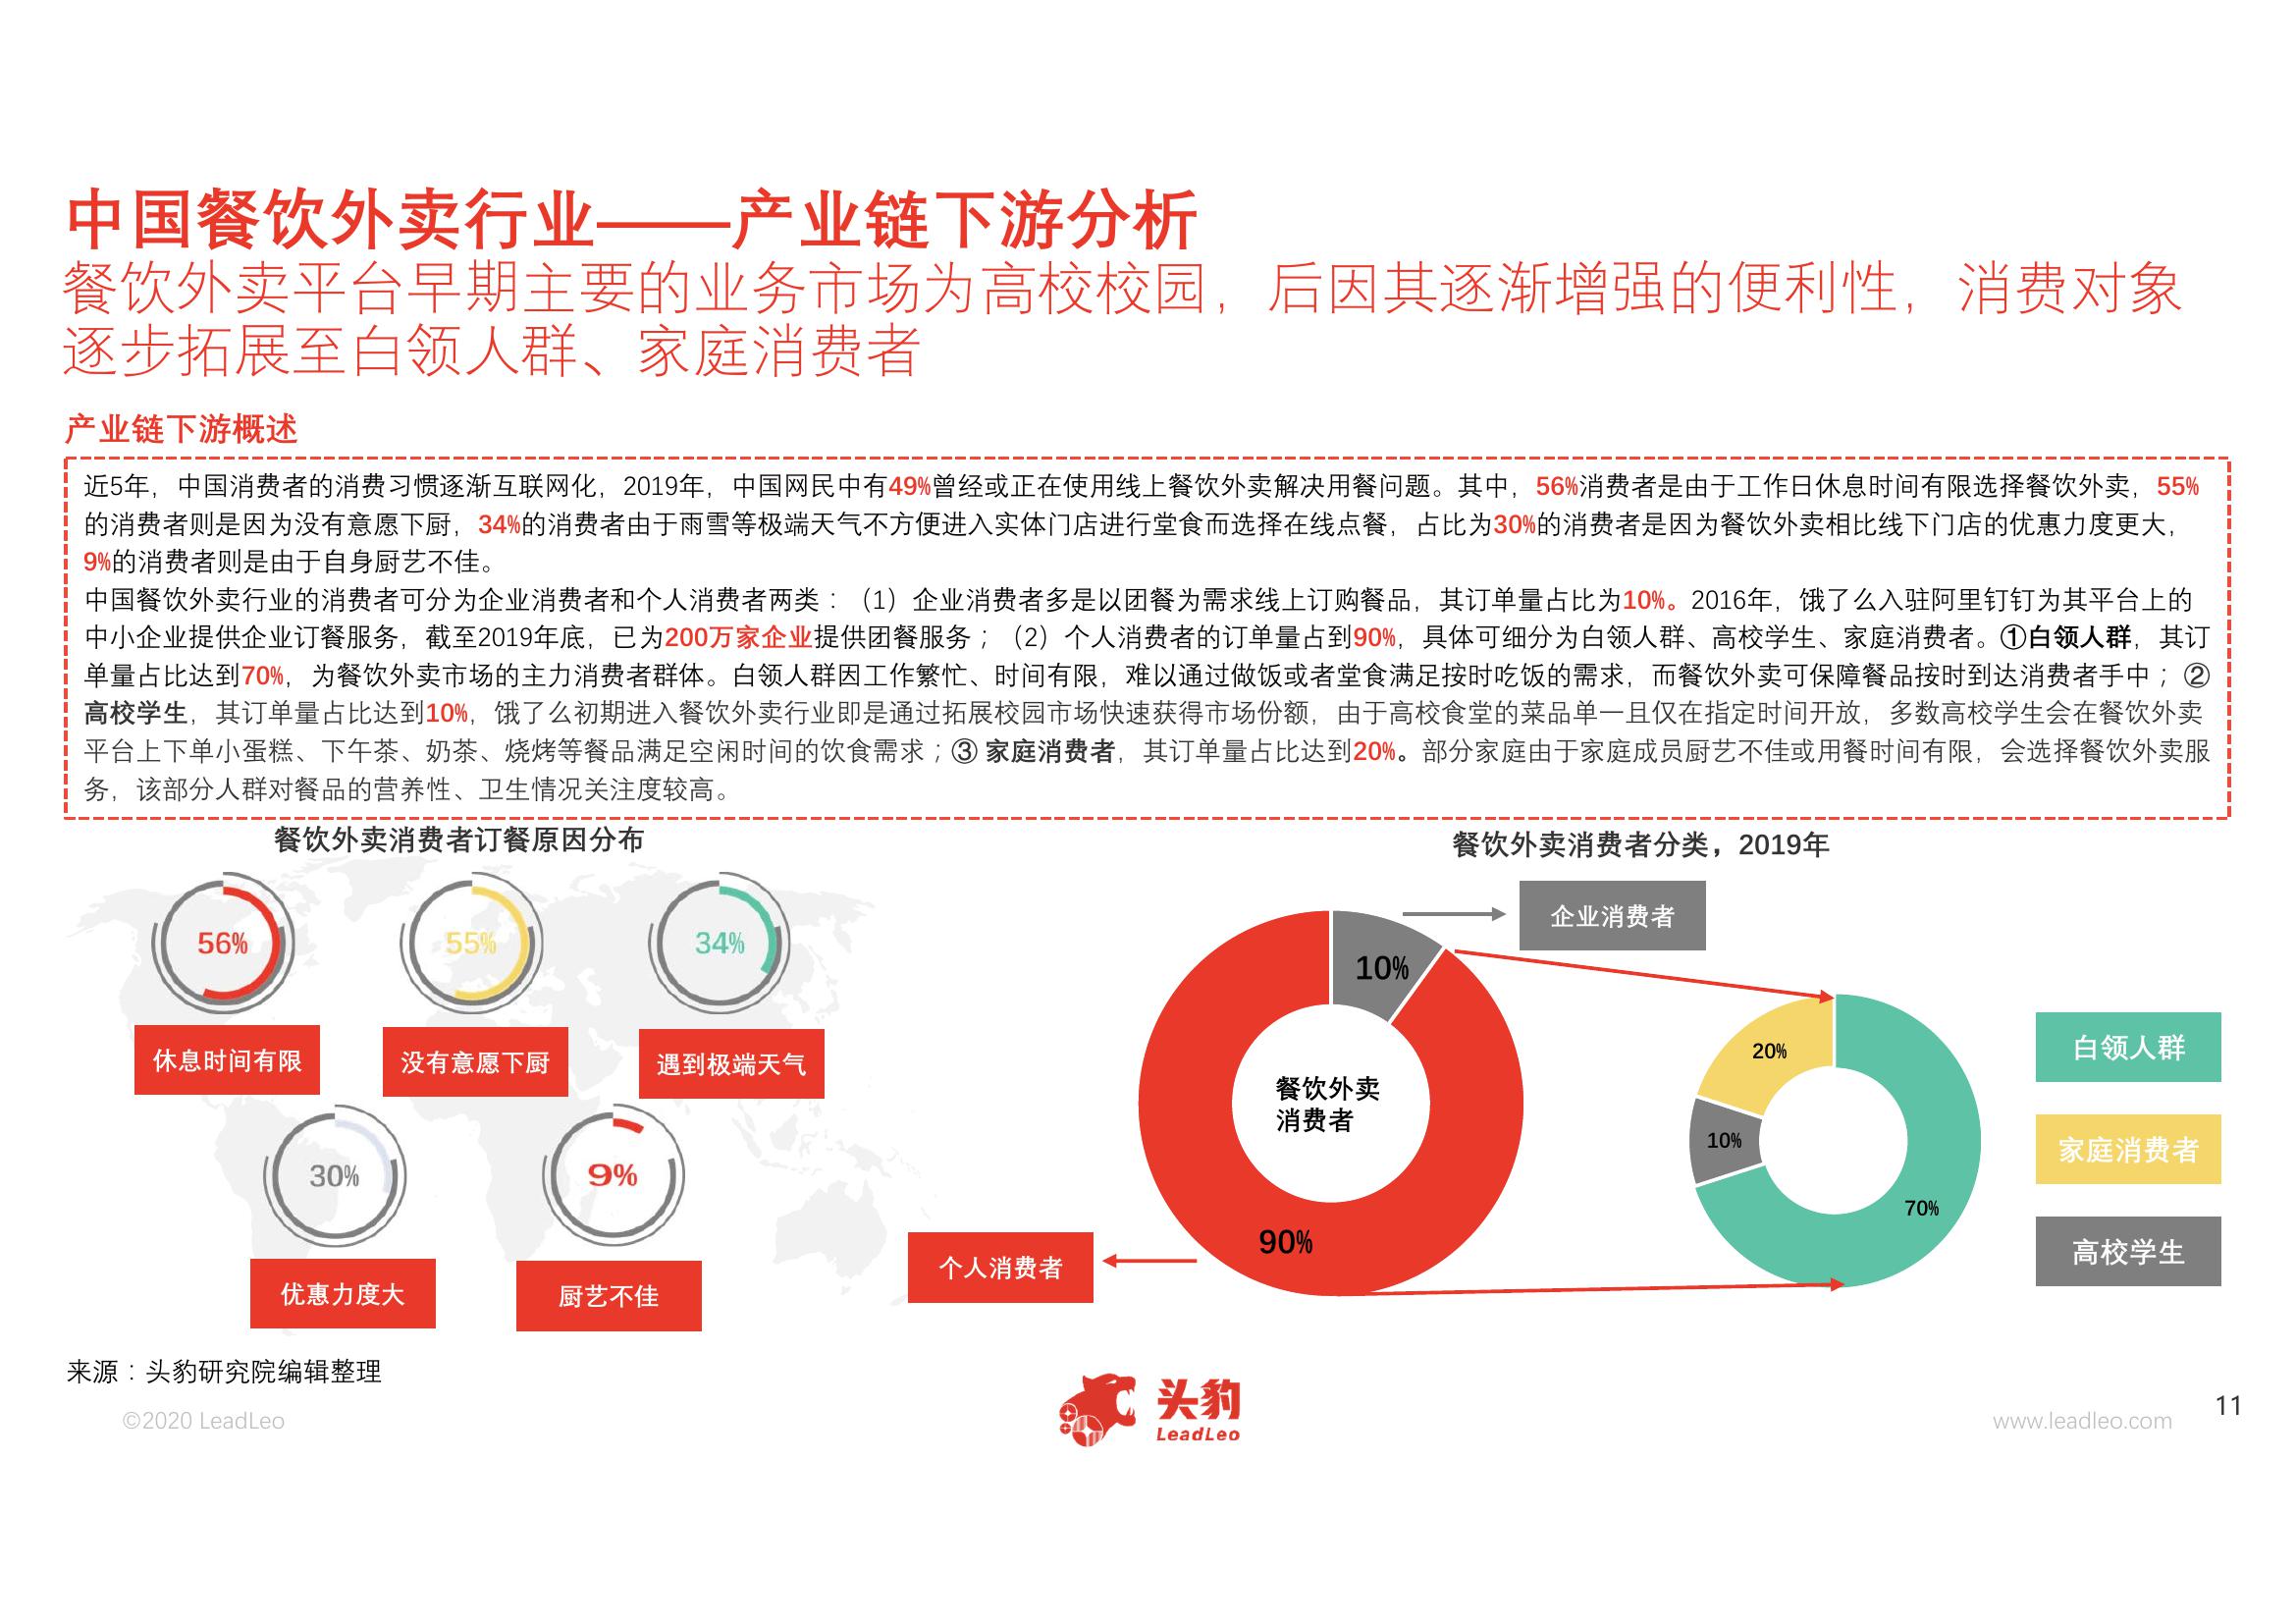 中国餐饮外卖行业——产业链下游分析
餐饮外卖平台早期主要的业务市场为高校校园，后因其逐渐增强的便利性，消费对象
逐步拓展至白领人群、家庭消费者
产业链下游概述
近5年，中国消费者的消费习惯逐渐互联网化，2019年，中国网民中有49%曾经或正在使用线上餐饮外卖解决用餐问题。其中，56%消费者是由于工作日休息时间有限选择餐饮外卖，55%
的消费者则是因为没有意愿下厨，34%的消费者由于雨雪等极端天气不方便进入实体门店进行堂食而选择在线点餐，占比为30%的消费者是因为餐饮外卖相比线下门店的优惠力度更大，
9%的消费者则是由于自身厨艺不佳。
中国餐饮外卖行业的消费者可分为企业消费者和个人消费者两类：（1）企业消费者多是以团餐为需求线上订购餐品，其订单量占比为10%。2016年，饿了么入驻阿里钉钉为其平台上的
中小企业提供企业订餐服务，截至2019年底，已为200万家企业提供团餐服务；（2）个人消费者的订单量占到90%，具体可细分为白领人群、高校学生、家庭消费者。①白领人群，其订
单量占比达到70%，为餐饮外卖市场的主力消费者群体。白领人群因工作繁忙、时间有限，难以通过做饭或者堂食满足按时吃饭的需求，而餐饮外卖可保障餐品按时到达消费者手中；②
高校学生，其订单量占比达到10%，饿了么初期进入餐饮外卖行业即是通过拓展校园市场快速获得市场份额，由于高校食堂的菜品单一且仅在指定时间开放，多数高校学生会在餐饮外卖
平台上下单小蛋糕、下午茶、奶茶、烧烤等餐品满足空闲时间的饮食需求；③ 家庭消费者，其订单量占比达到20%。部分家庭由于家庭成员厨艺不佳或用餐时间有限，会选择餐饮外卖服
务，该部分人群对餐品的营养性、卫生情况关注度较高。
餐饮外卖消费者订餐原因分布
56%
55%
34%
休息时间有限
没有意愿下厨
遇到极端天气
30%
9%
优惠力度大
厨艺不佳
餐饮外卖消费者分类，2019年
企业消费者
10%
餐饮外卖
消费者
90%
个人消费者
20%
10%
70%
白领人群
家庭消费者
高校学生
来源：头豹研究院编辑整理
©2020 LeadLeo
头豹
LeadLeo
www.leadleo.com
11